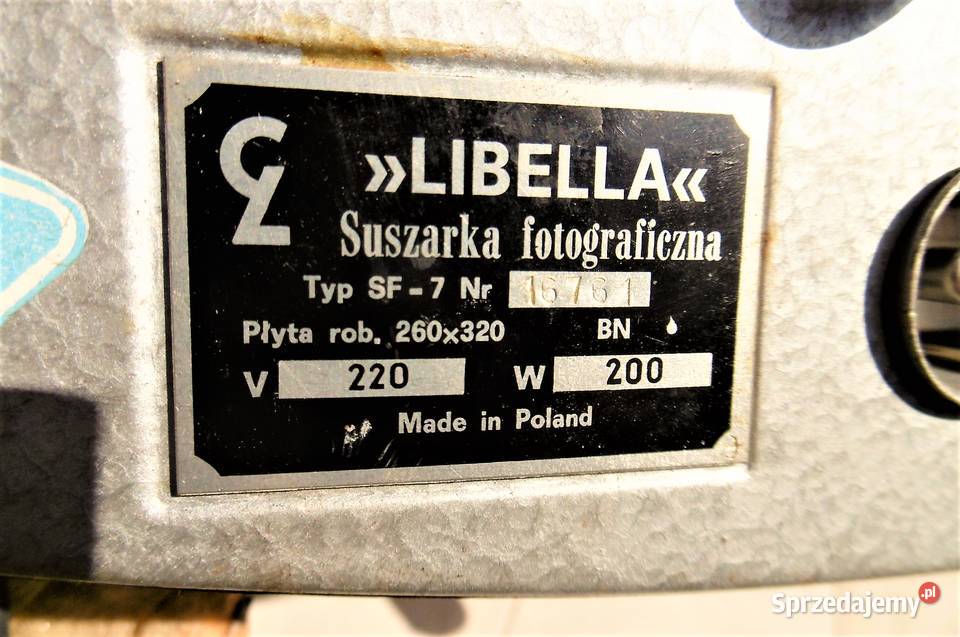 »LIBELLA«
Suszarka fotograficzna
Typ SF-7 Nr 16761
Płyta rob. 260x320 BN
V 220 W 200
Made in Poland
Sprzedajemy.pl